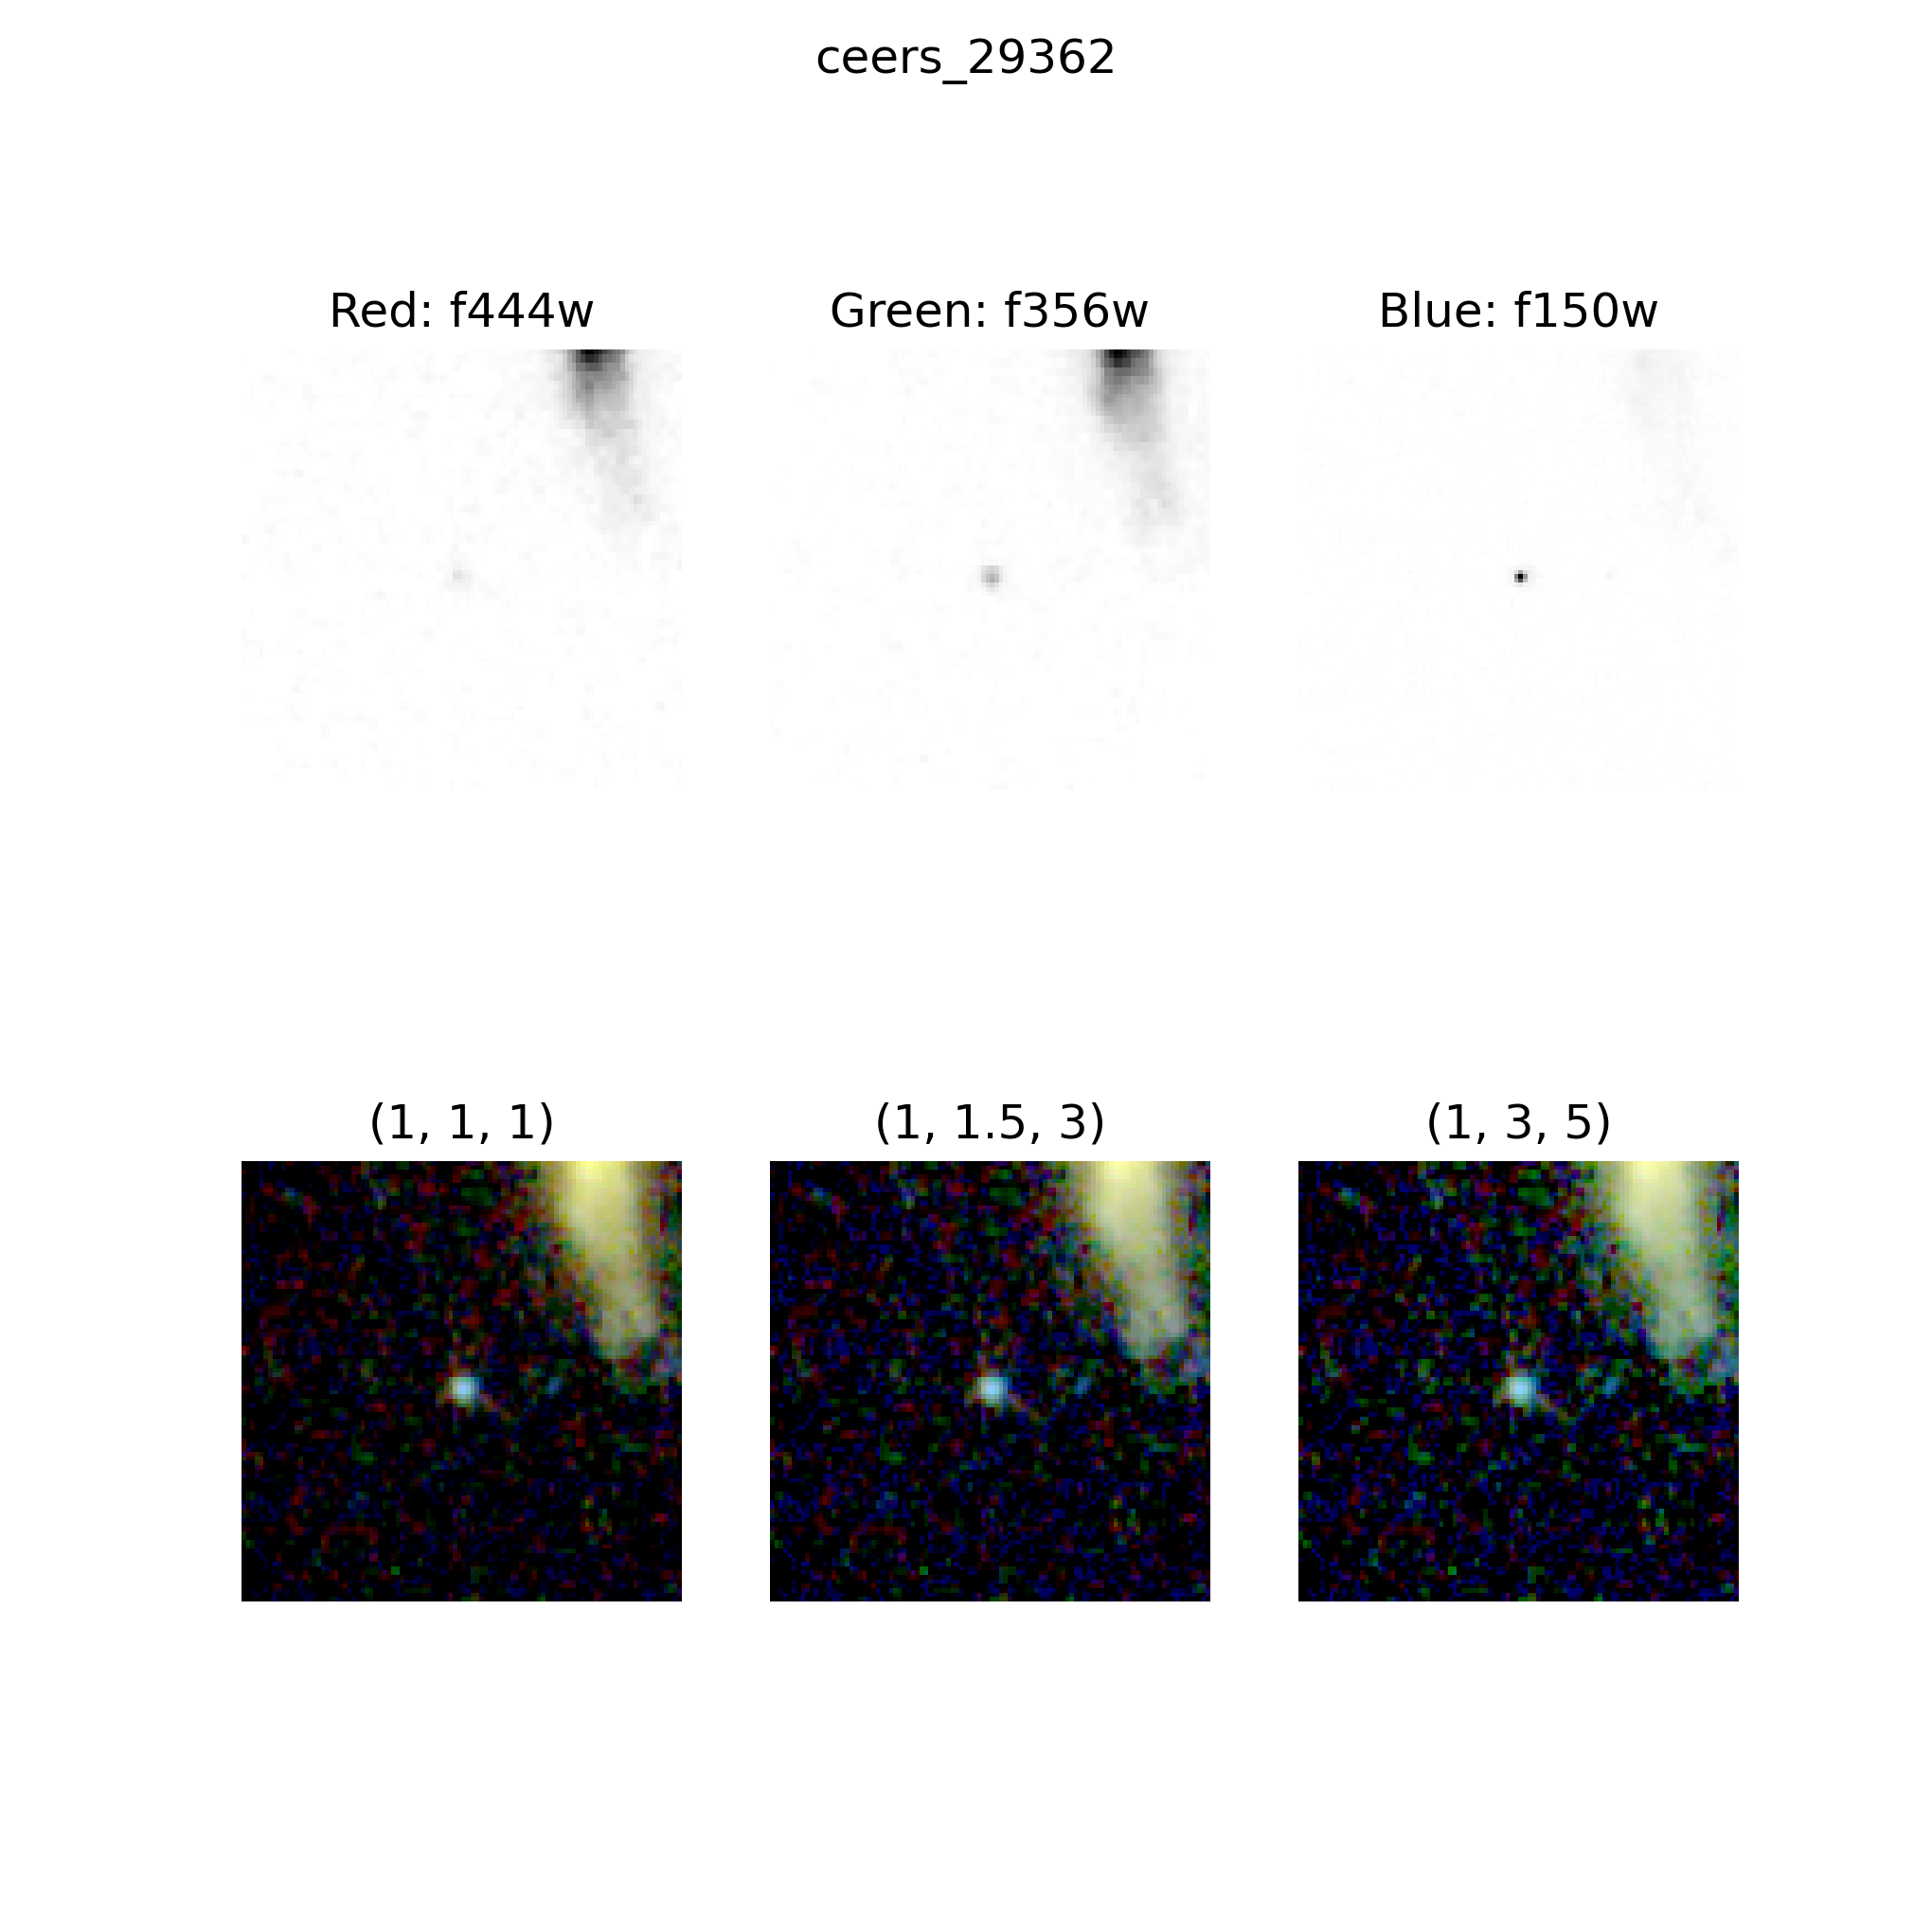 ceers_29362
Red: f444w
Green: f356w
Blue: f150w
(1, 1, 1)
(1, 1.5, 3)
(1, 3, 5)